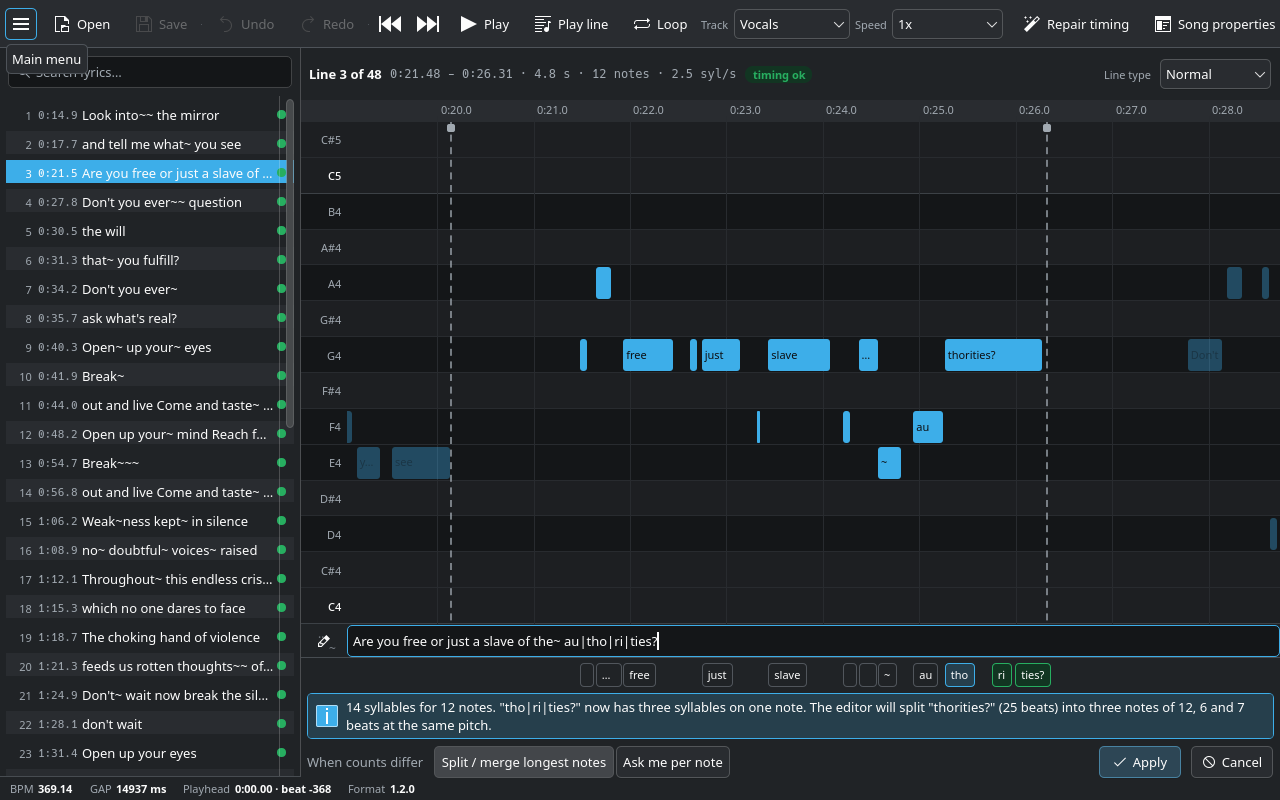 Open Save Undo Redo Play Play line Loop Track Vocals Speed 1x Repair timing Song properties
Main menu
Search lyrics...
Line 3 of 48 0:21.48 – 0:26.31 · 4.8 s · 12 notes · 2.5 syl/s timing ok Line type Normal
0:20.0 0:21.0 0:22.0 0:23.0 0:24.0 0:25.0 0:26.0 0:27.0 0:28.0
1 0:14.9 Look into~~ the mirror
2 0:17.7 and tell me what~ you see
3 0:21.5 Are you free or just a slave of ...
4 0:27.8 Don't you ever~~ question
5 0:30.5 the will
6 0:31.3 that~ you fulfill?
7 0:34.2 Don't you ever~
8 0:35.7 ask what's real?
9 0:40.3 Open~ up your~ eyes
10 0:41.9 Break~
11 0:44.0 out and live Come and taste~ ...
12 0:48.2 Open up your~ mind Reach f...
13 0:54.7 Break~~~
14 0:56.8 out and live Come and taste~ ...
15 1:06.2 Weak~ness kept~ in silence
16 1:08.9 no~ doubtful~ voices~ raised
17 1:12.1 Throughout~ this endless cris...
18 1:15.3 which no one dares to face
19 1:18.7 The choking hand of violence
20 1:21.3 feeds us rotten thoughts~~ of...
21 1:24.9 Don't~ wait now break the sil...
22 1:28.1 don't wait
23 1:31.4 Open up your eyes
C#5
C5
B4
A#4
A4
G#4
G4 free just slave ... thorities? Don't
F#4
F4 au
E4 y... see ~
D#4
D4
C#4
C4
Are you free or just a slave of the~ au|tho|ri|ties?
... free just slave ~ au tho ri ties?
14 syllables for 12 notes. "tho|ri|ties?" now has three syllables on one note. The editor will split "thorities?" (25 beats) into three notes of 12, 6 and 7
beats at the same pitch.
When counts differ Split / merge longest notes Ask me per note Apply Cancel
BPM 369.14 GAP 14937 ms Playhead 0:00.00 · beat -368 Format 1.2.0